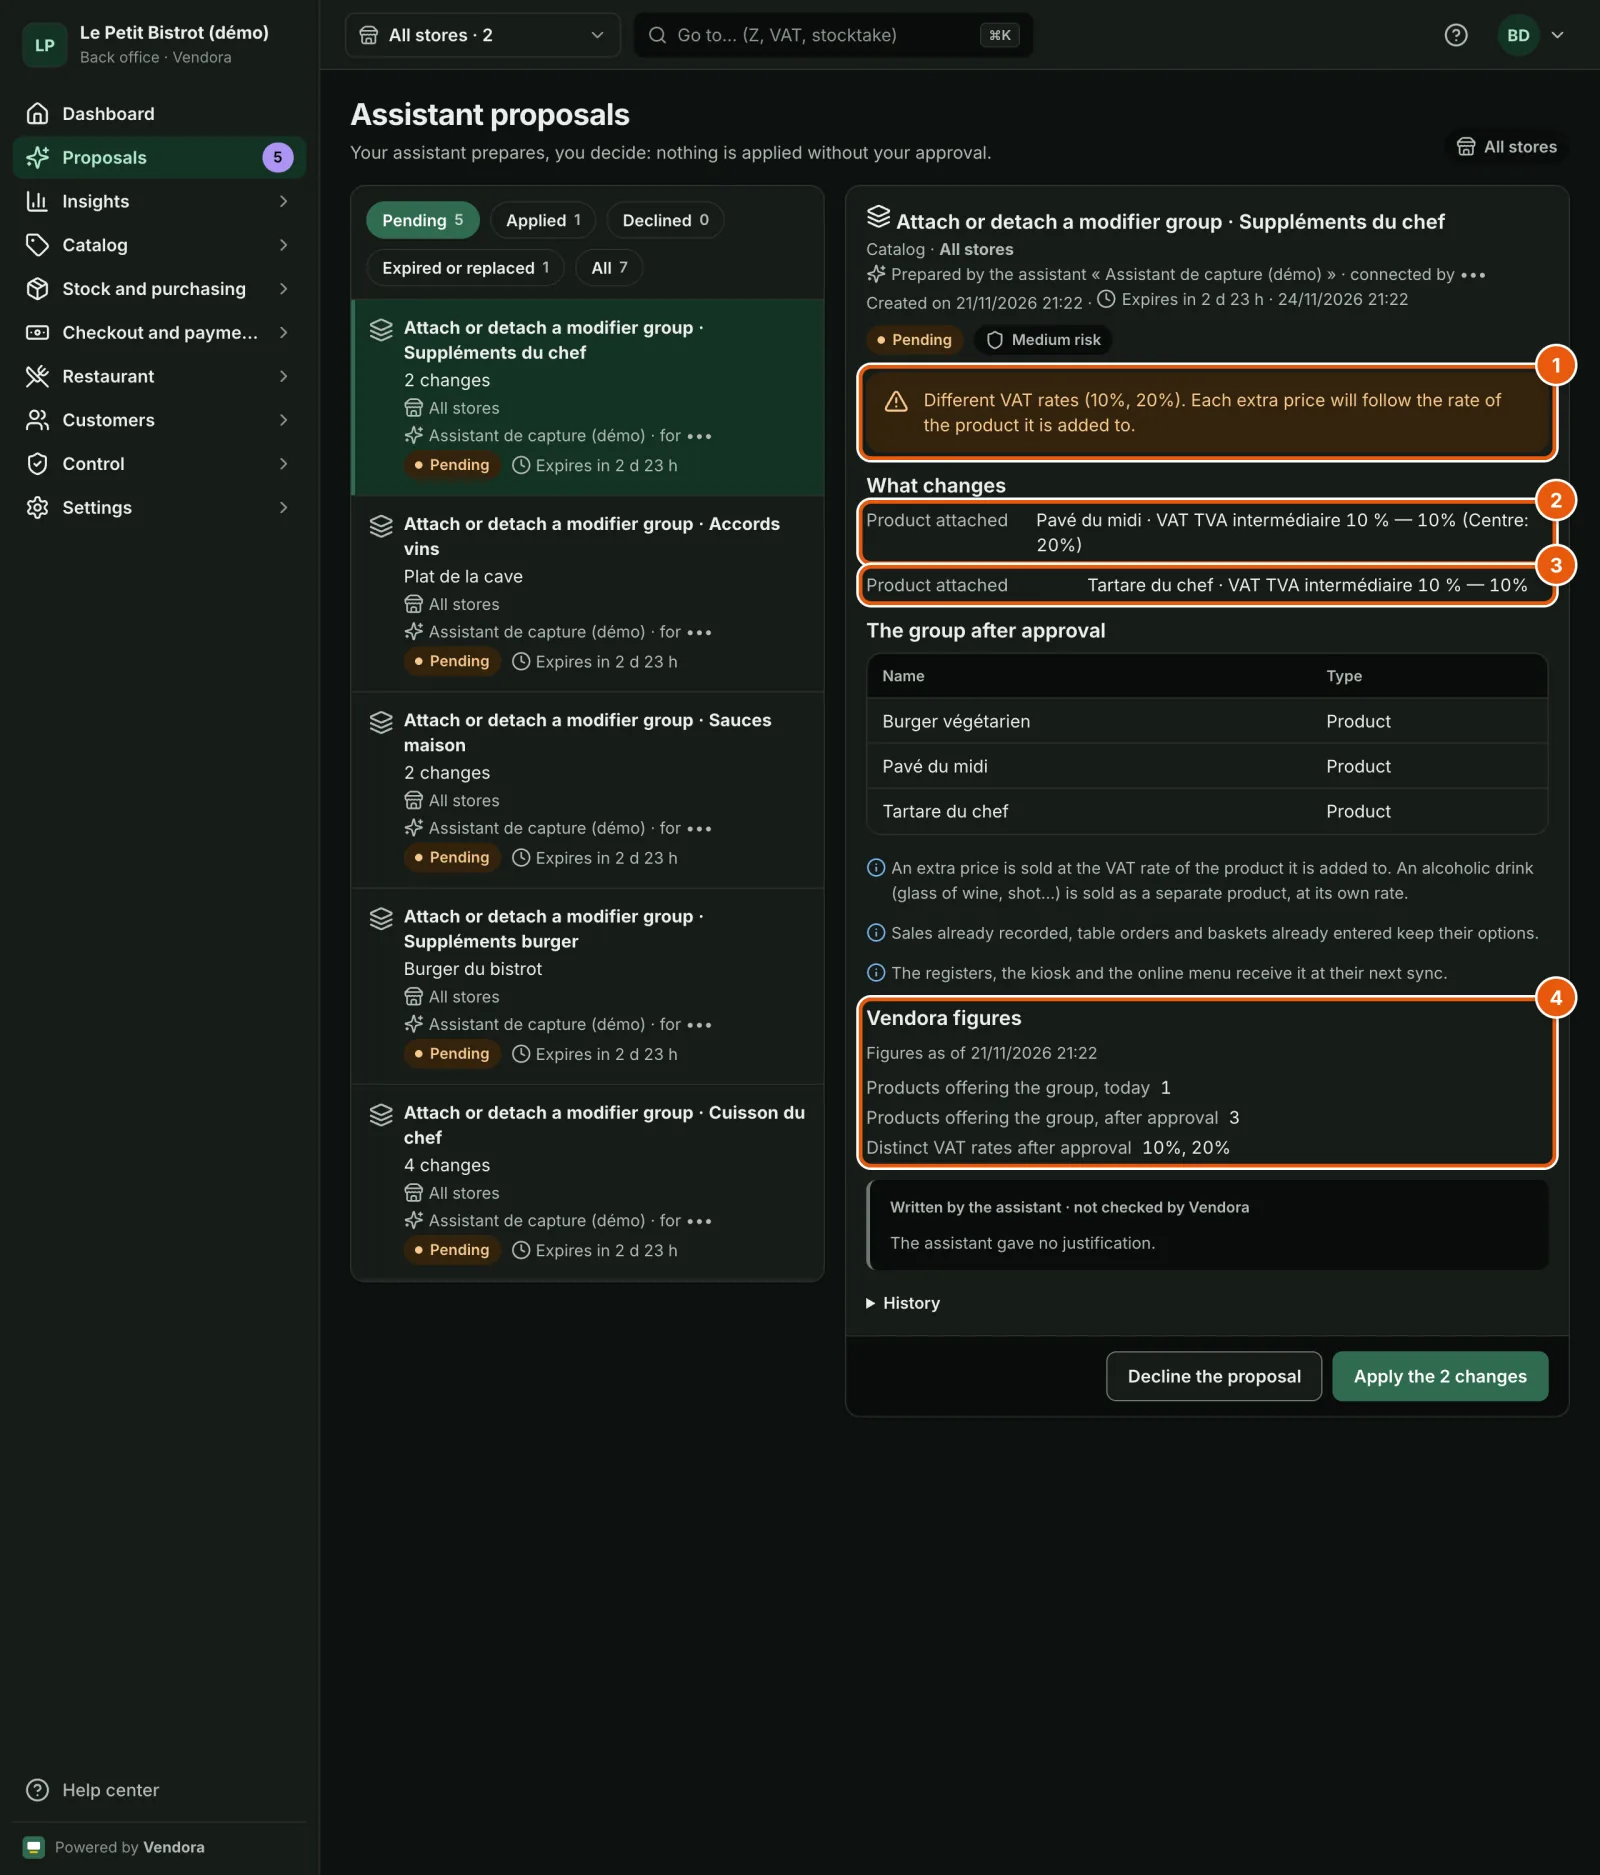 LP
Le Petit Bistrot (démo)
Back office · Vendora
All stores · 2
Go to... (Z, VAT, stocktake)
⌘K
BD
Dashboard
Proposals
5
Insights
Catalog
Stock and purchasing
Checkout and payme...
Restaurant
Customers
Control
Settings
Help center
Powered by Vendora
Assistant proposals
Your assistant prepares, you decide: nothing is applied without your approval.
All stores
Pending 5
Applied 1
Declined 0
Expired or replaced 1
All 7
Attach or detach a modifier group ·
Suppléments du chef
2 changes
All stores
Assistant de capture (démo) · for •••
Pending
Expires in 2 d 23 h
Attach or detach a modifier group · Accords
vins
Plat de la cave
All stores
Assistant de capture (démo) · for •••
Pending
Expires in 2 d 23 h
Attach or detach a modifier group · Sauces
maison
2 changes
All stores
Assistant de capture (démo) · for •••
Pending
Expires in 2 d 23 h
Attach or detach a modifier group ·
Suppléments burger
Burger du bistrot
All stores
Assistant de capture (démo) · for •••
Pending
Expires in 2 d 23 h
Attach or detach a modifier group · Cuisson du
chef
4 changes
All stores
Assistant de capture (démo) · for •••
Pending
Expires in 2 d 23 h
Attach or detach a modifier group · Suppléments du chef
Catalog · All stores
Prepared by the assistant « Assistant de capture (démo) » · connected by •••
Created on 21/11/2026 21:22 · Expires in 2 d 23 h · 24/11/2026 21:22
Pending
Medium risk
1
Different VAT rates (10%, 20%). Each extra price will follow the rate of
the product it is added to.
What changes
2
Product attached
Pavé du midi · VAT TVA intermédiaire 10 % — 10% (Centre:
20%)
3
Product attached
Tartare du chef · VAT TVA intermédiaire 10 % — 10%
The group after approval
Name
Type
Burger végétarien
Product
Pavé du midi
Product
Tartare du chef
Product
An extra price is sold at the VAT rate of the product it is added to. An alcoholic drink
(glass of wine, shot...) is sold as a separate product, at its own rate.
Sales already recorded, table orders and baskets already entered keep their options.
The registers, the kiosk and the online menu receive it at their next sync.
4
Vendora figures
Figures as of 21/11/2026 21:22
Products offering the group, today 1
Products offering the group, after approval 3
Distinct VAT rates after approval 10%, 20%
Written by the assistant · not checked by Vendora
The assistant gave no justification.
History
Decline the proposal
Apply the 2 changes